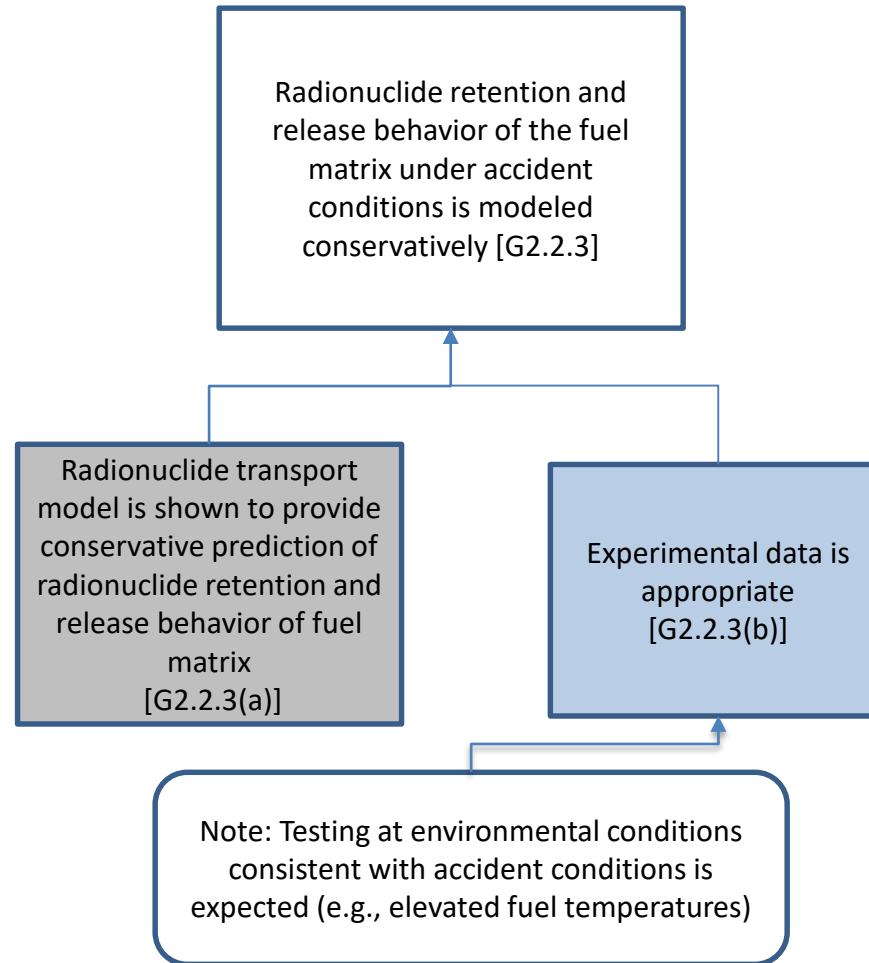 Radionuclide retention and
release behavior of the fuel
matrix under accident
conditions is modeled
conservatively [G2.2.3]
Radionuclide transport
model is shown to provide
conservative prediction of
radionuclide retention and
release behavior of fuel
matrix
[G2.2.3(a)]
Experimental data is
appropriate
[G2.2.3(b)]
Note: Testing at environmental conditions
consistent with accident conditions is
expected (e.g., elevated fuel temperatures)